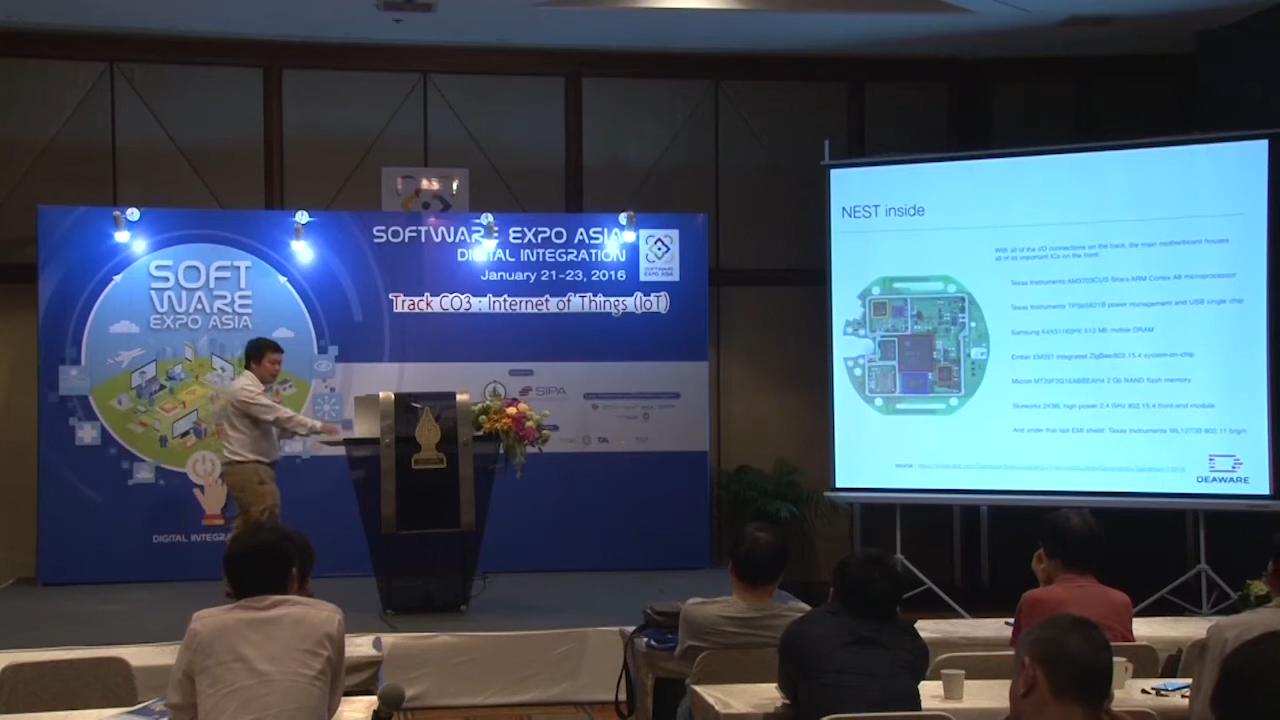 SOFTWARE EXPO ASIA
DIGITAL INTEGRATION
January 21-23, 2016
SOFTWARE
EXPO ASIA
Track CO3 : Internet of Things (IoT)
SOFT
WARE
EXPO ASIA
SIPA
DIGITAL
NEST inside
With all of the I/O connections on the back, the main motherboard houses
all of its important ICs on the front:
Texas Instruments AM3703CUS Sitara ARM Cortex A8 microprocessor
Texas Instruments TPS65921B power management and USB single chip
Samsung 512 Mb mobile DRAM
Ember EM357 integrated ZigBee/802.15.4 system-on-chip
Micron MT29F2G16ABBEAH4 2 Gb NAND flash memory
Skyworks 2436L high power 2.4 GHz 802.15.4 front-end module
And under that last EMI shield: Texas Instruments WL1270B 802.11 b/g/n
source :
DEAWARE